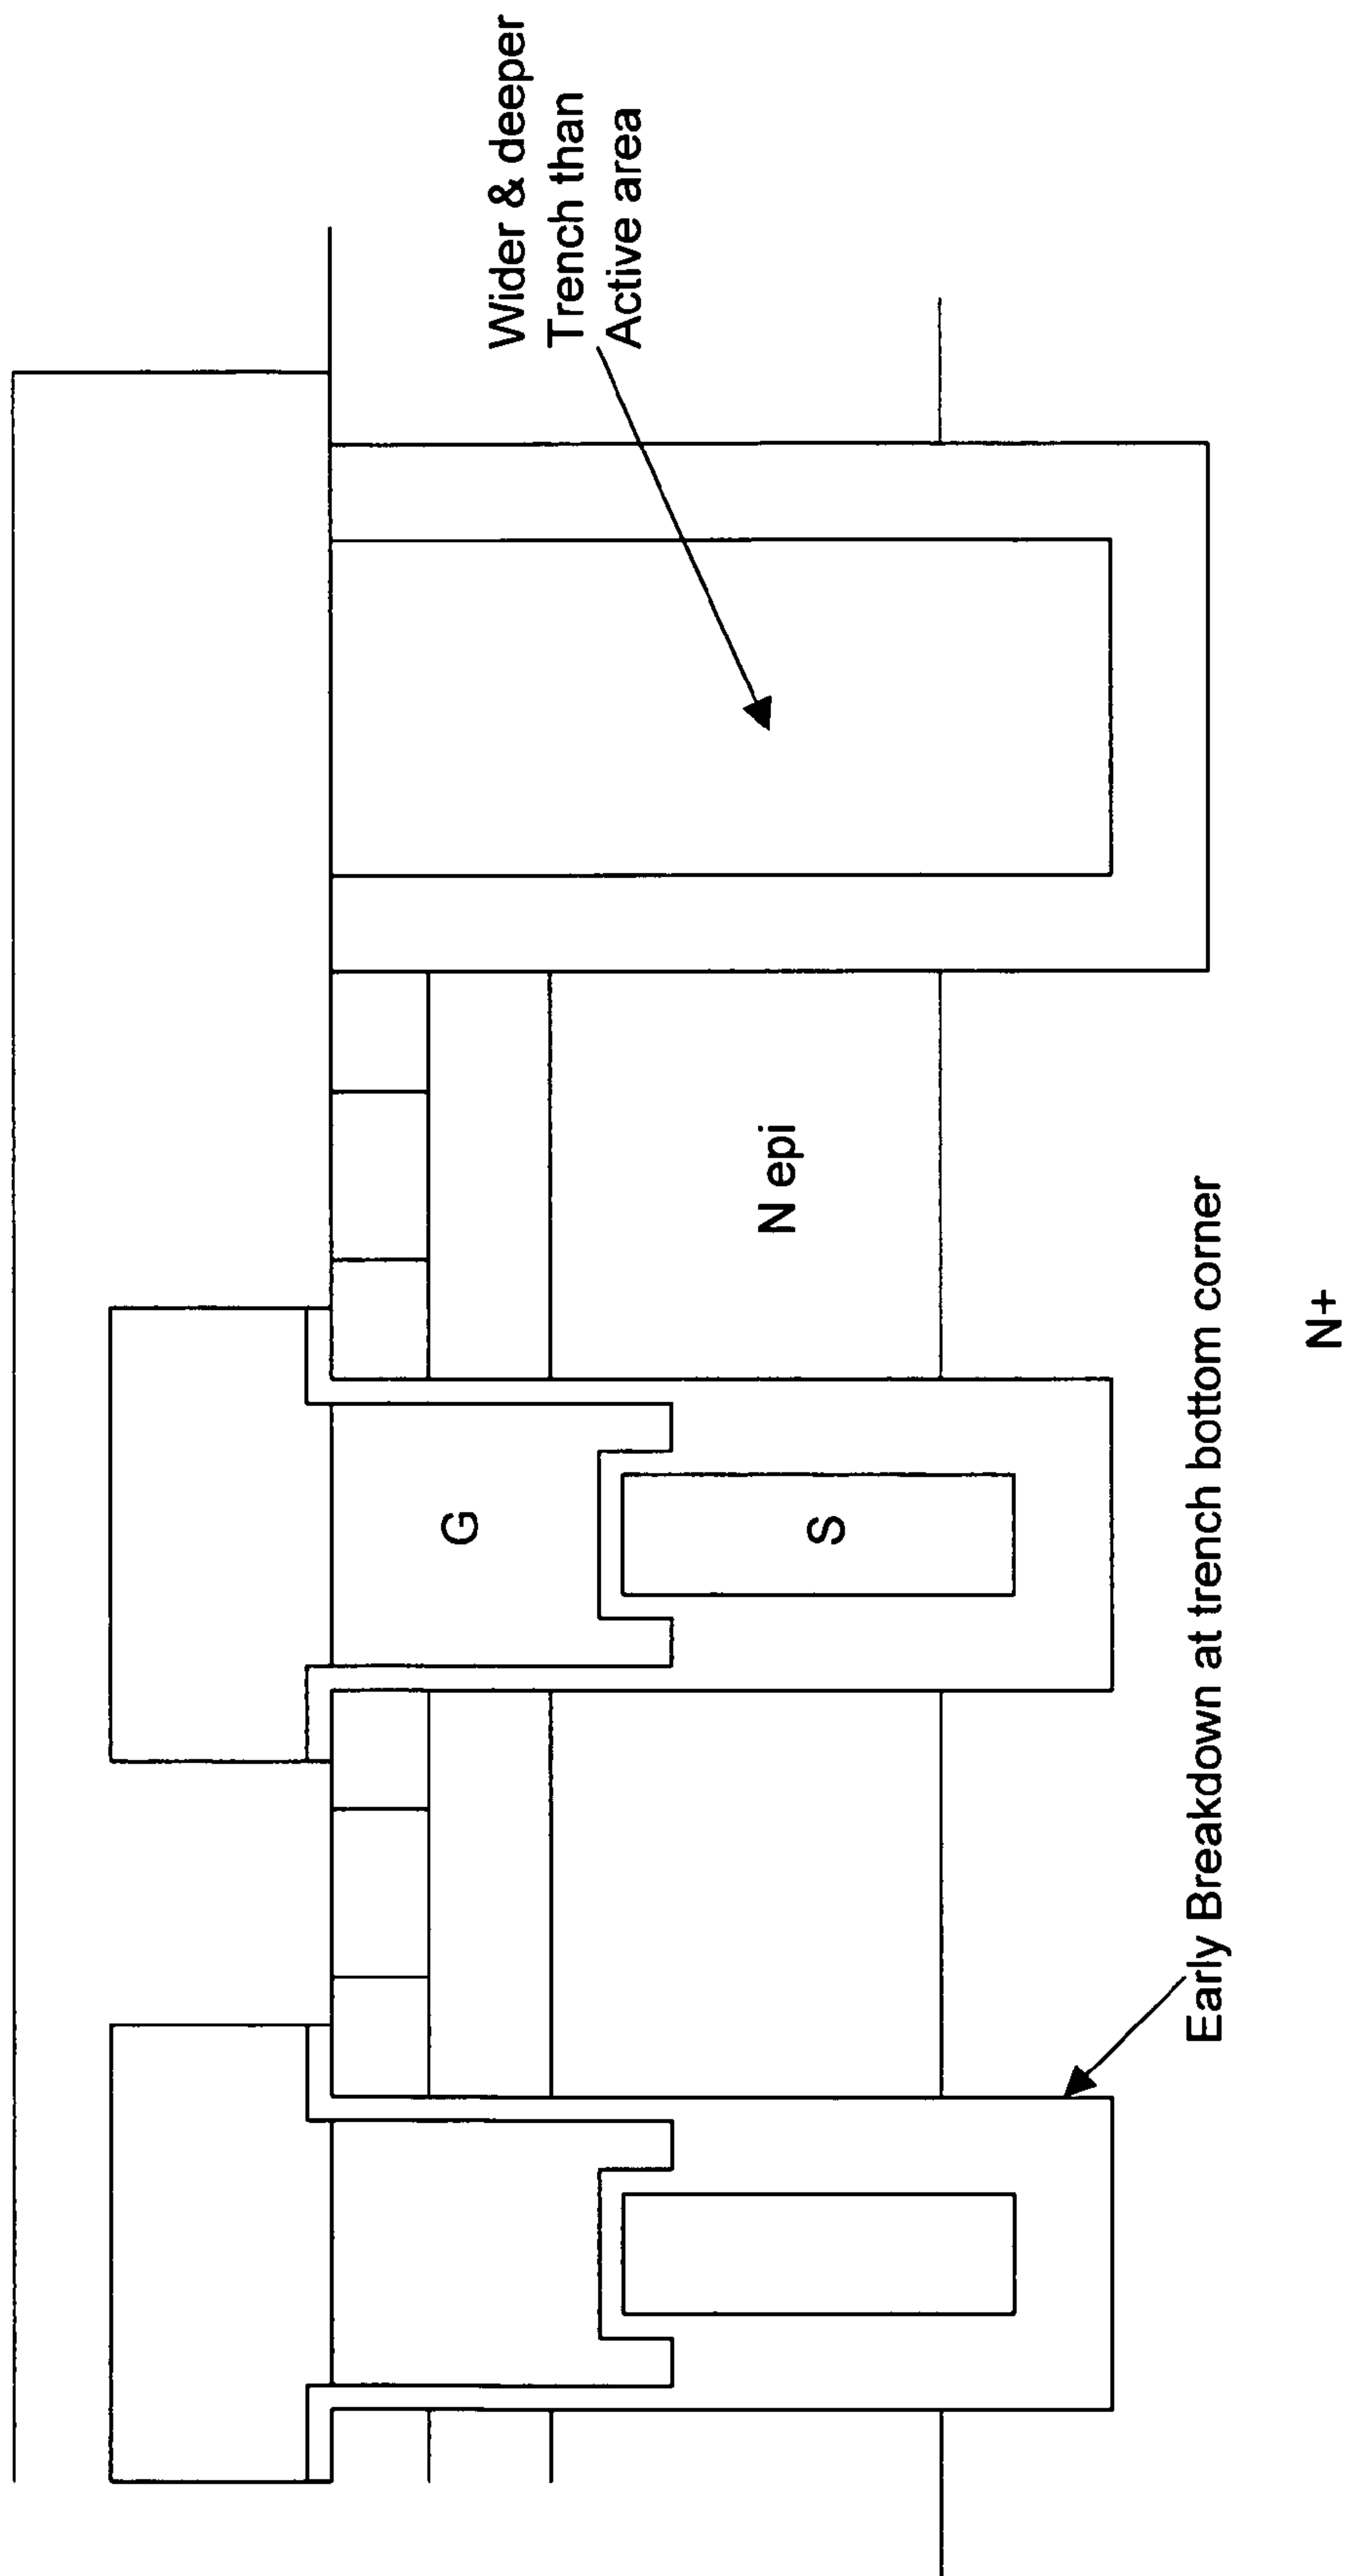 Wider & deeper
Trench than
Active area
N epi
G
S
Early Breakdown at trench bottom corner
N+